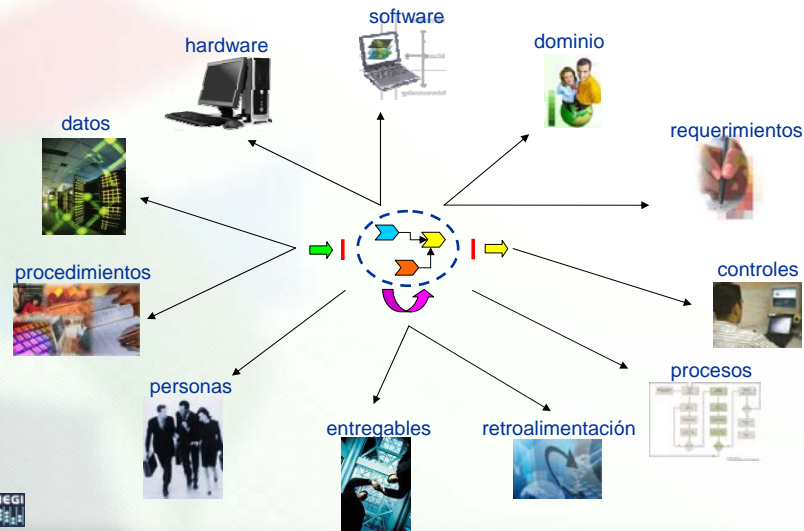 software
hardware
dominio
datos
requerimientos
procedimientos
controles
personas
procesos
entregables
retroalimentación